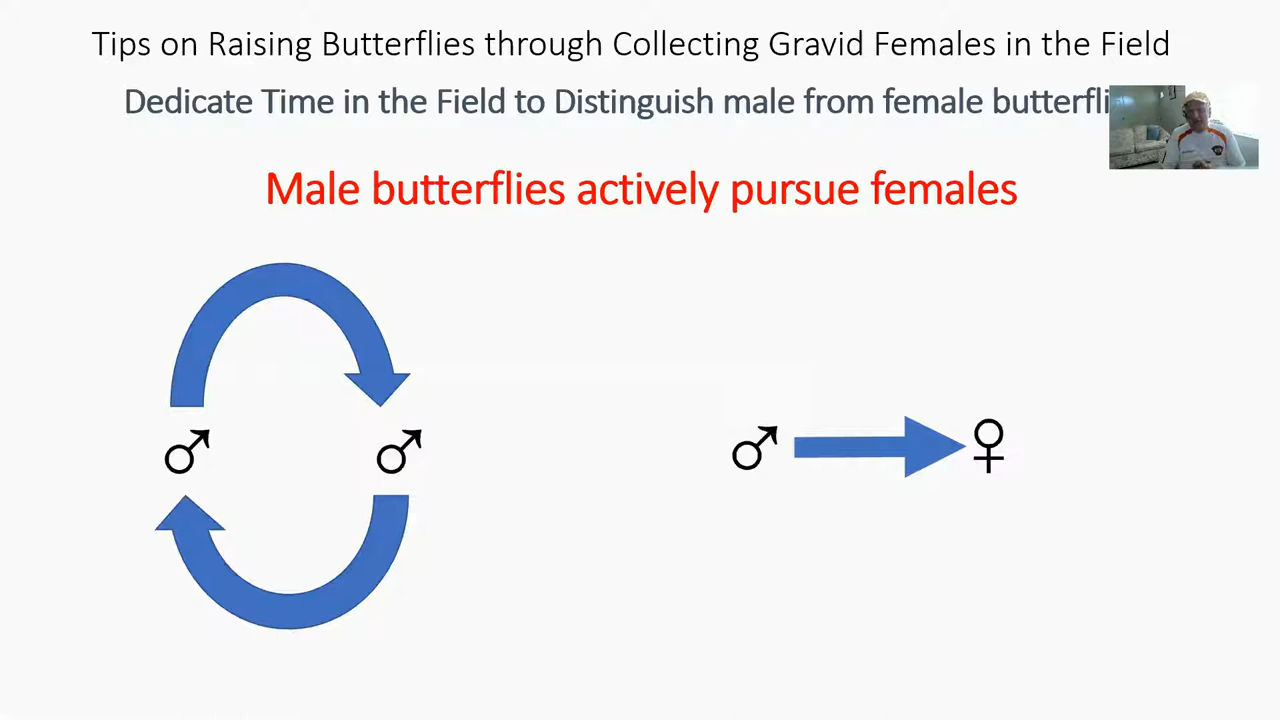 Tips on Raising Butterflies through Collecting Gravid Females in the Field
Dedicate Time in the Field to Distinguish male from female butterfli
Male butterflies actively pursue females
♂ ♂ ♂ ♀